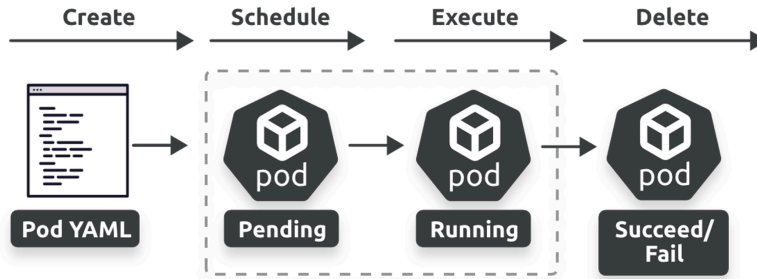 Create
Schedule
Execute
Delete
pod
pod
pod
Pod YAML
Pending
Running
Succeed/
Fail